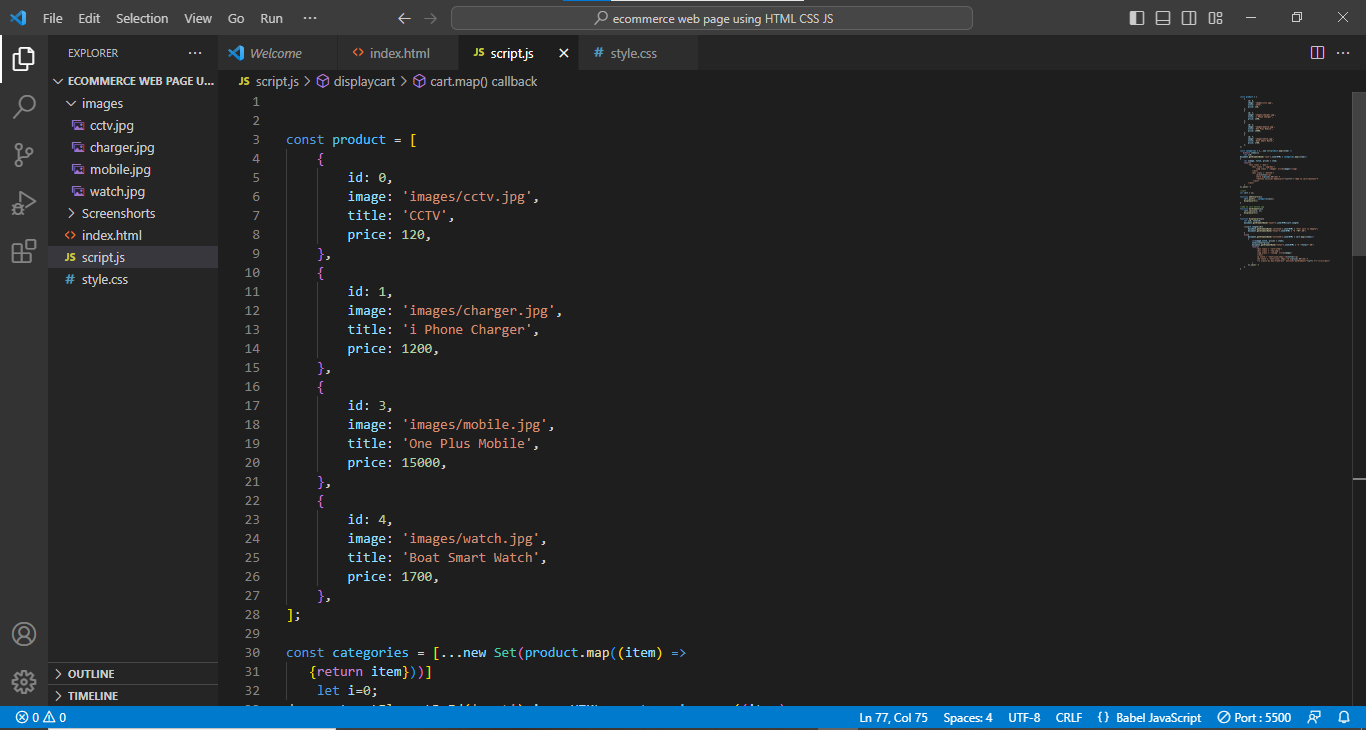 File Edit Selection View Go Run ··· ecommerce web page using HTML CSS JS
EXPLORER ···
ECOMMERCE WEB PAGE U...
images
cctv.jpg
charger.jpg
mobile.jpg
watch.jpg
Screenshorts
<> index.html
JS script.js
# style.css
OUTLINE
TIMELINE
Welcome <> index.html JS script.js # style.css ···
JS script.js > displaycart > cart.map() callback
1
2
3 const product = [
4 {
5 id: 0,
6 image: 'images/cctv.jpg',
7 title: 'CCTV',
8 price: 120,
9 },
10 {
11 id: 1,
12 image: 'images/charger.jpg',
13 title: 'i Phone Charger',
14 price: 1200,
15 },
16 {
17 id: 3,
18 image: 'images/mobile.jpg',
19 title: 'One Plus Mobile',
20 price: 15000,
21 },
22 {
23 id: 4,
24 image: 'images/watch.jpg',
25 title: 'Boat Smart Watch',
26 price: 1700,
27 },
28 ];
29
30 const categories = [...new Set(product.map((item) =>
31 {return item}))]
32 let i=0;
0 0 Ln 77, Col 75 Spaces: 4 UTF-8 CRLF {} Babel JavaScript Port : 5500